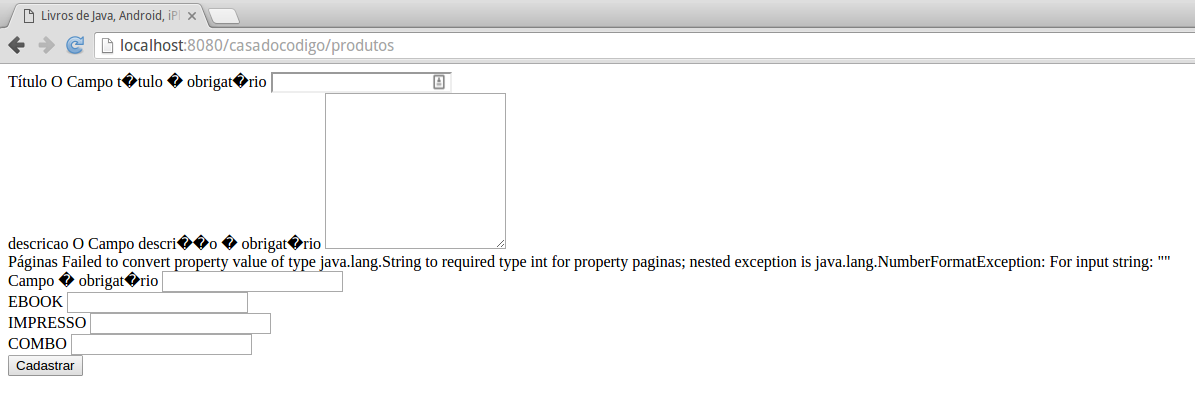 Livros de Java, Android, iP
localhost:8080/casadocodigo/produtos
Título O Campo t�tulo � obrigat�rio
descricao O Campo descri��o � obrigat�rio
Páginas Failed to convert property value of type java.lang.String to required type int for property paginas; nested exception is java.lang.NumberFormatException: For input string: ""
Campo � obrigat�rio
EBOOK
IMPRESSO
COMBO
Cadastrar